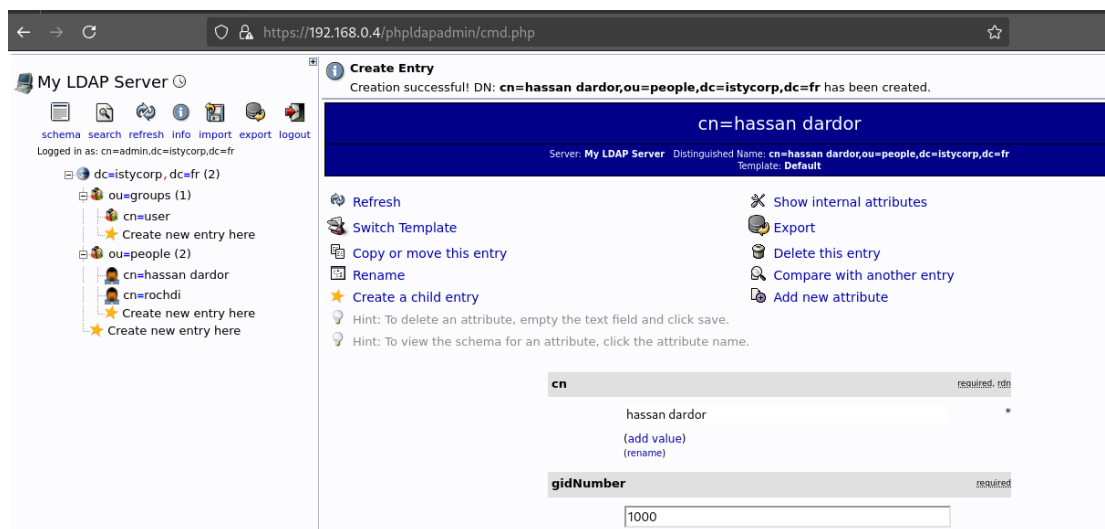 https://192.168.0.4/phpldapadmin/cmd.php
My LDAP Server
schema search refresh info import export logout
Logged in as: cn=admin,dc=istycorp,dc=fr
dc=istycorp,dc=fr (2)
ou=groups (1)
cn=user
Create new entry here
ou=people (2)
cn=hassan dardor
cn=rochdi
Create new entry here
Create new entry here
Create Entry
Creation successful! DN: cn=hassan dardor,ou=people,dc=istycorp,dc=fr has been created.
cn=hassan dardor
Server: My LDAP Server Distinguished Name: cn=hassan dardor,ou=people,dc=istycorp,dc=fr
Template: Default
Refresh
Switch Template
Copy or move this entry
Rename
Create a child entry
Show internal attributes
Export
Delete this entry
Compare with another entry
Add new attribute
Hint: To delete an attribute, empty the text field and click save.
Hint: To view the schema for an attribute, click the attribute name.
cn required, rdn
hassan dardor *
(add value)
(rename)
gidNumber required
1000